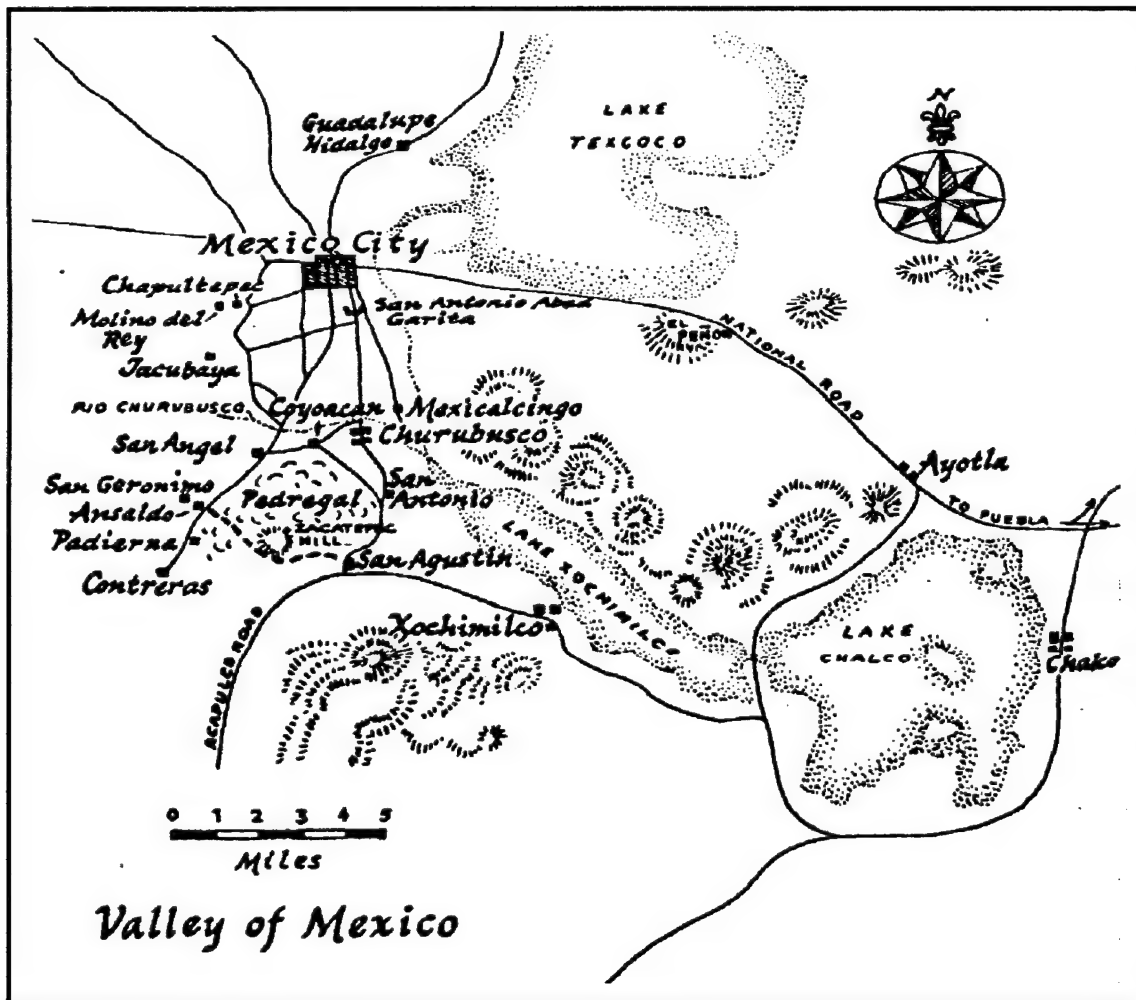 N
LAKE
TEXCOCO
Guadalupe
Hidalgo
Mexico City
Chapultepec
San Antonio Abad
Garita
Molino del
Rey
EL
PEÑON
NATIONAL ROAD
Tacubaya
RIO CHURUBUSCO
Coyoacan
Mexicalcingo
Churubusco
San Angel
Ayotla
San Geronimo
San
Antonio
Pedregal
Ansaldo
ZACATEPEC
HILL
TO PUEBLA
Padierna
San Agustin
Contreras
LAKE XOCHIMILCO
Xochimilco
LAKE
CHALCO
Chalco
ACAPULCO ROAD
0 1 2 3 4 5
Miles
Valley of Mexico